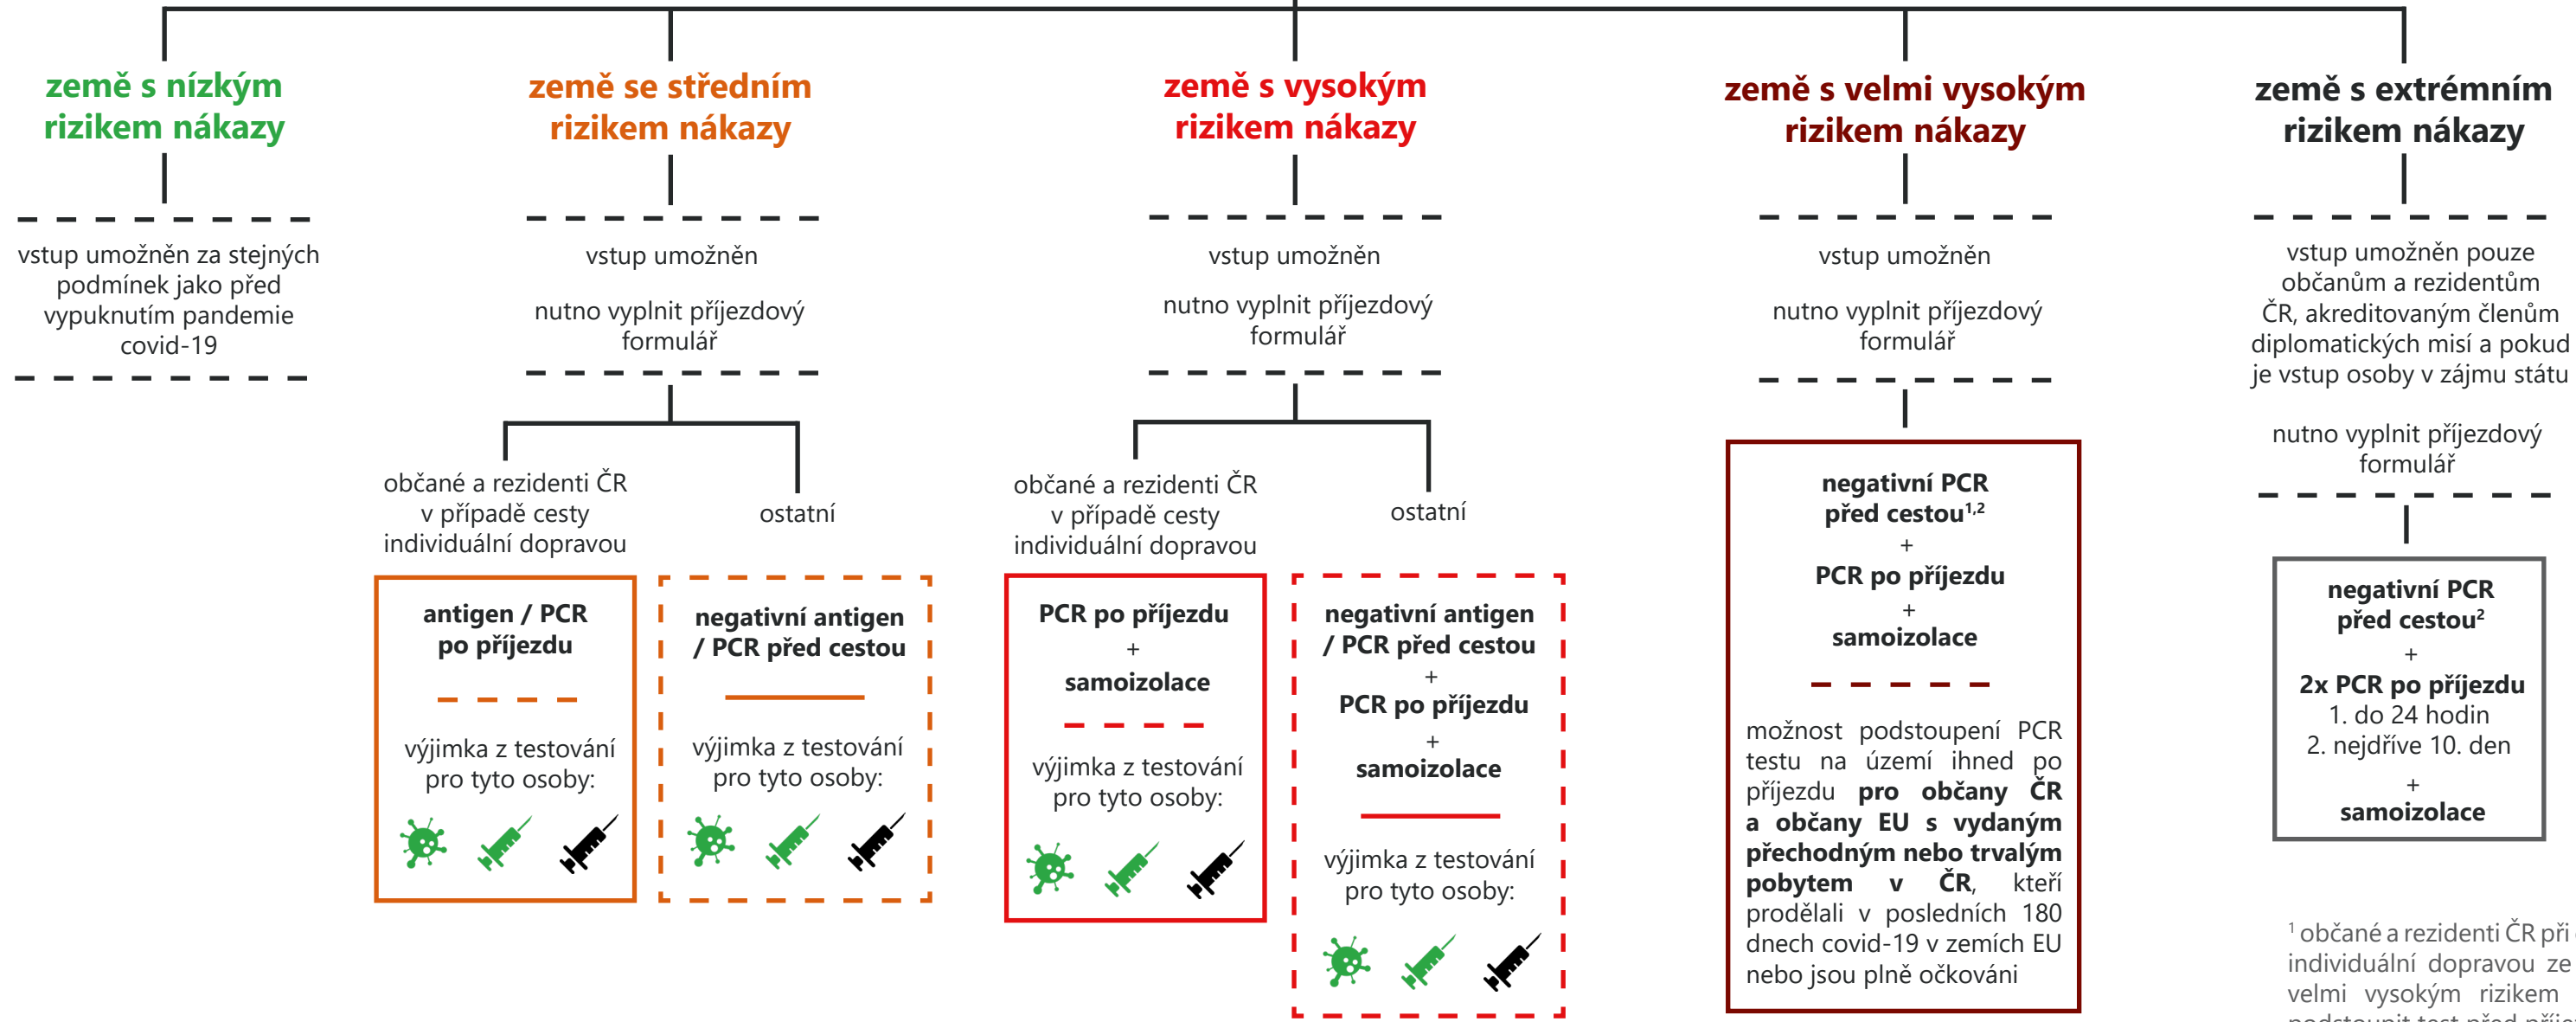 země s nízkým
rizikem nákazy
vstup umožněn za stejných
podmínek jako před
vypuknutím pandemie
covid-19
země se středním
rizikem nákazy
vstup umožněn
nutno vyplnit příjezdový
formulář
občané a rezidenti ČR
v případě cesty
individuální dopravou
antigen / PCR
po příjezdu
výjimka z testování
pro tyto osoby:
ostatní
negativní antigen
/ PCR před cestou
výjimka z testování
pro tyto osoby:
země s vysokým
rizikem nákazy
vstup umožněn
nutno vyplnit příjezdový
formulář
občané a rezidenti ČR
v případě cesty
individuální dopravou
PCR po příjezdu
+
samoizolace
výjimka z testování
pro tyto osoby:
ostatní
negativní antigen
/ PCR před cestou
+
PCR po příjezdu
+
samoizolace
výjimka z testování
pro tyto osoby:
země s velmi vysokým
rizikem nákazy
vstup umožněn
nutno vyplnit příjezdový
formulář
negativní PCR
před cestou¹,²
+
PCR po příjezdu
+
samoizolace
možnost podstoupení PCR
testu na území ihned po
příjezdu pro občany ČR
a občany EU s vydaným
přechodným nebo trvalým
pobytem v ČR, kteří
prodělali v posledních 180
dnech covid-19 v zemích EU
nebo jsou plně očkováni
země s extrémním
rizikem nákazy
vstup umožněn pouze
občanům a rezidentům
ČR, akreditovaným členům
diplomatických misí a pokud
je vstup osoby v zájmu státu
nutno vyplnit příjezdový
formulář
negativní PCR
před cestou²
+
2x PCR po příjezdu
1. do 24 hodin
2. nejdříve 10. den
+
samoizolace
¹ občané a rezidenti ČR při
individuální dopravou ze
velmi vysokým rizikem